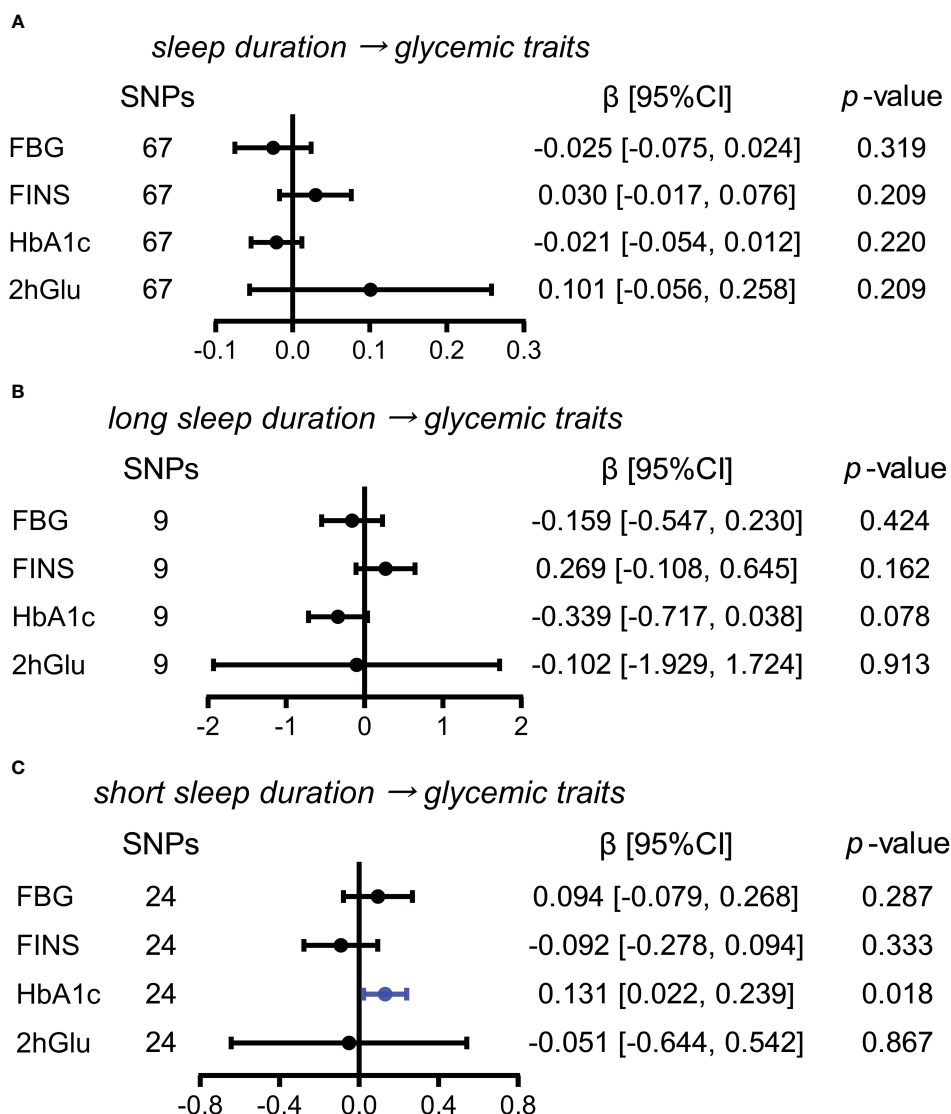 A
sleep duration → glycemic traits
SNPs β [95%CI] p-value
FBG 67 -0.025 [-0.075, 0.024] 0.319
FINS 67 0.030 [-0.017, 0.076] 0.209
HbA1c 67 -0.021 [-0.054, 0.012] 0.220
2hGlu 67 0.101 [-0.056, 0.258] 0.209
-0.1 0.0 0.1 0.2 0.3
B
long sleep duration → glycemic traits
SNPs β [95%CI] p-value
FBG 9 -0.159 [-0.547, 0.230] 0.424
FINS 9 0.269 [-0.108, 0.645] 0.162
HbA1c 9 -0.339 [-0.717, 0.038] 0.078
2hGlu 9 -0.102 [-1.929, 1.724] 0.913
-2 -1 0 1 2
C
short sleep duration → glycemic traits
SNPs β [95%CI] p-value
FBG 24 0.094 [-0.079, 0.268] 0.287
FINS 24 -0.092 [-0.278, 0.094] 0.333
HbA1c 24 0.131 [0.022, 0.239] 0.018
2hGlu 24 -0.051 [-0.644, 0.542] 0.867
-0.8 -0.4 0.0 0.4 0.8